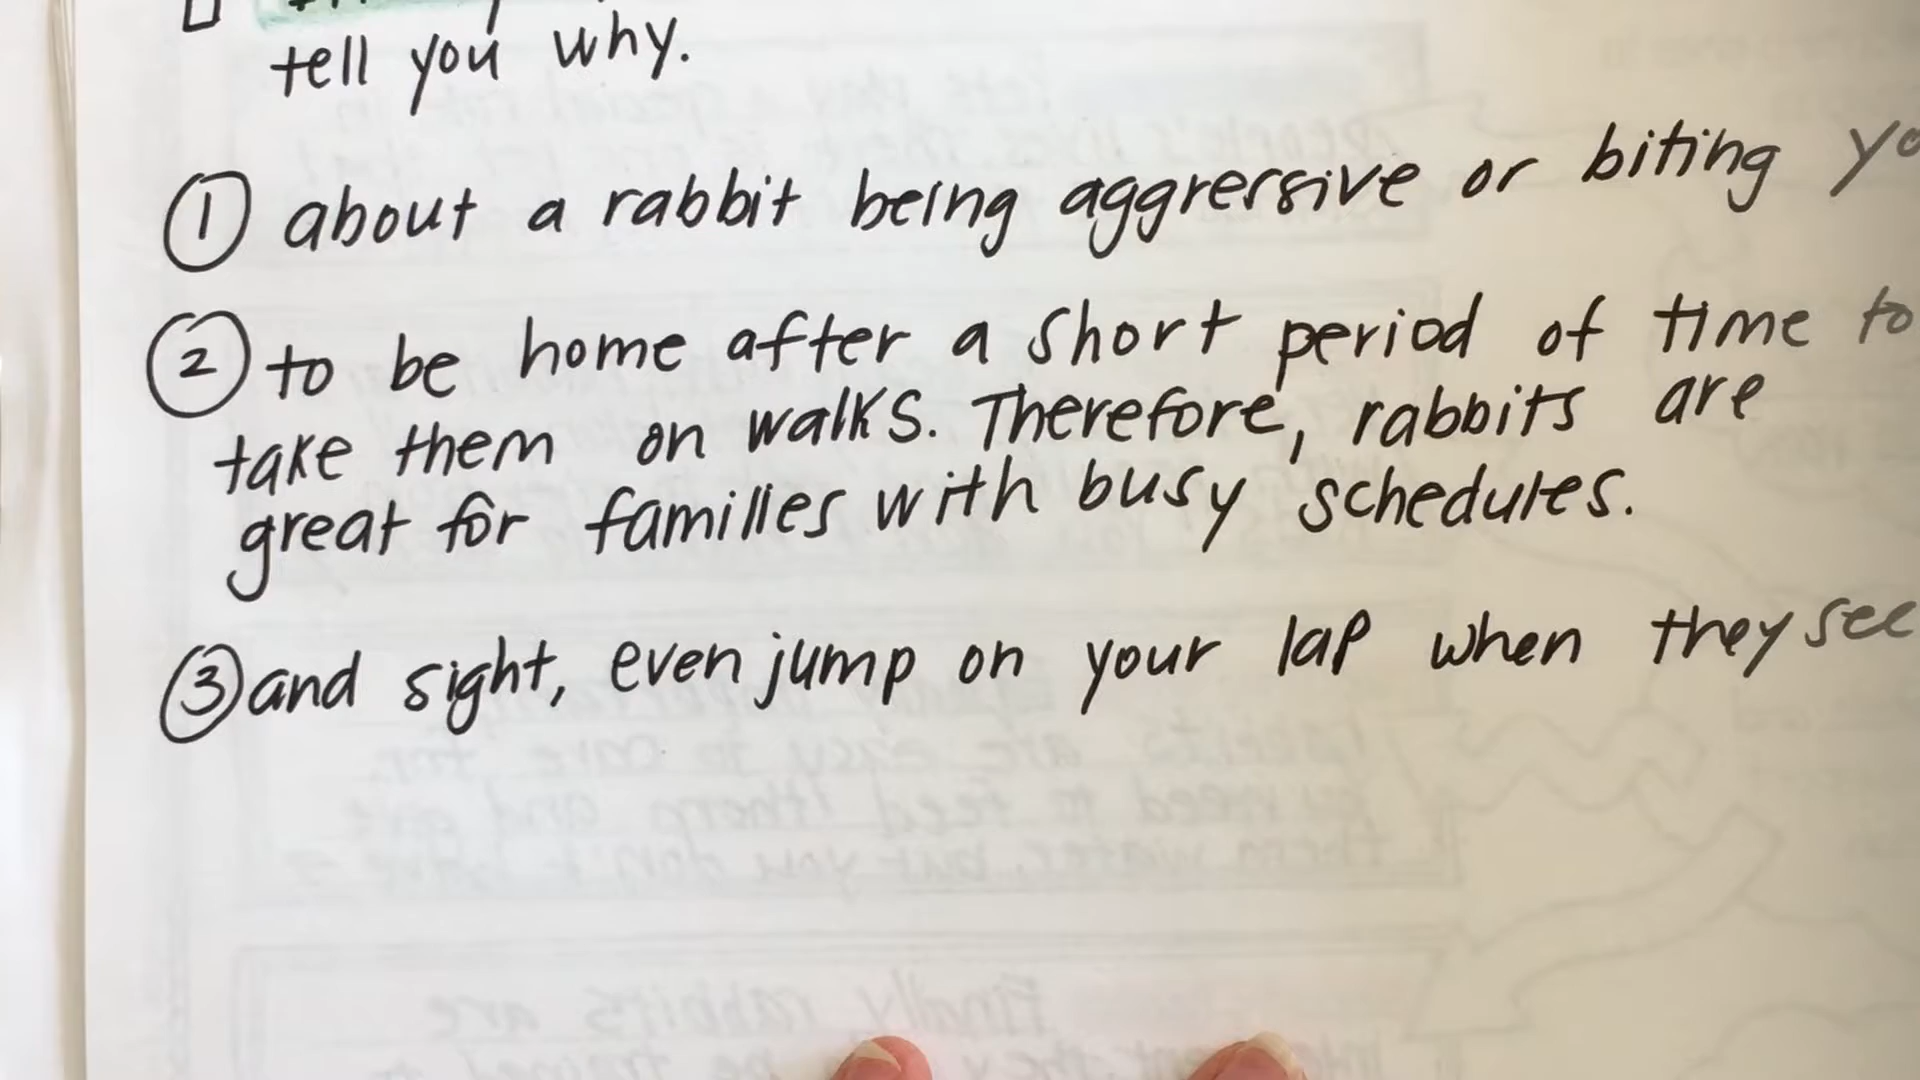 tell you why.
① about a rabbit being aggressive or biting
② to be home after a short period of time to
take them on walks. Therefore, rabbits are
great for families with busy schedules.
③ and sight, even jump on your lap when they see